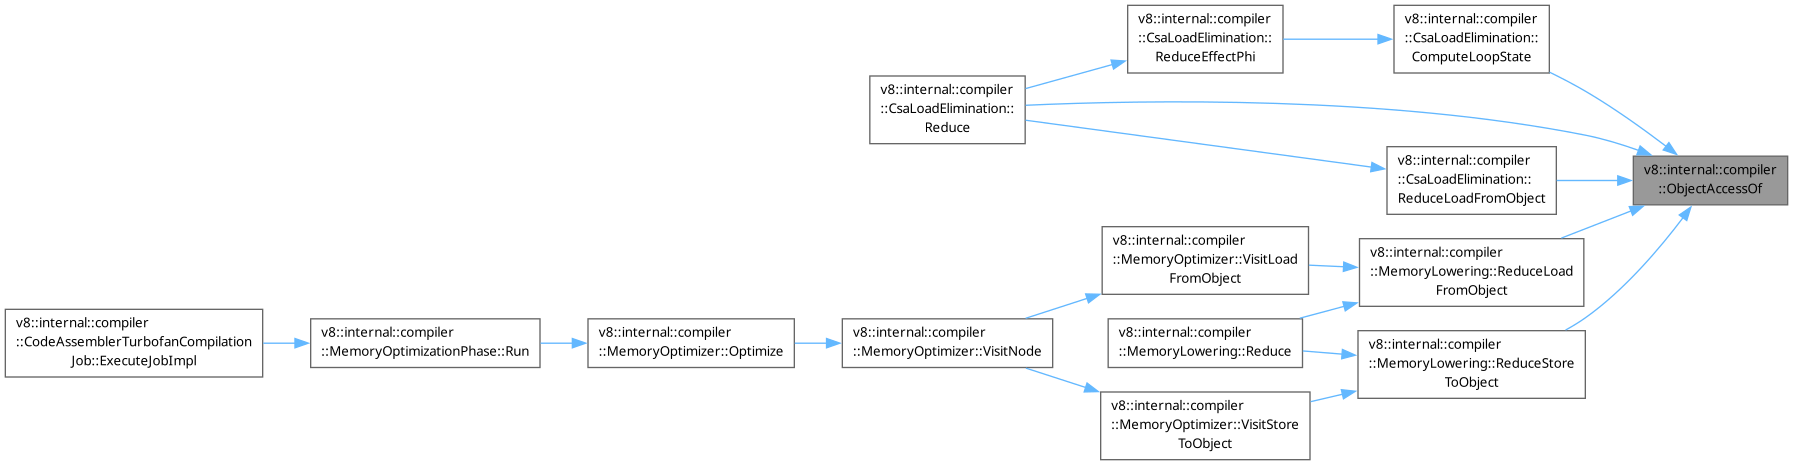 v8::internal::compiler
::CsaLoadElimination::
ReduceEffectPhi
v8::internal::compiler
::CsaLoadElimination::
ComputeLoopState
v8::internal::compiler
::CsaLoadElimination::
Reduce
v8::internal::compiler
::CsaLoadElimination::
ReduceLoadFromObject
v8::internal::compiler
::ObjectAccessOf
v8::internal::compiler
::MemoryOptimizer::VisitLoad
FromObject
v8::internal::compiler
::MemoryLowering::ReduceLoad
FromObject
v8::internal::compiler
::CodeAssemblerTurbofanCompilation
Job::ExecuteJobImpl
v8::internal::compiler
::MemoryOptimizationPhase::Run
v8::internal::compiler
::MemoryOptimizer::Optimize
v8::internal::compiler
::MemoryOptimizer::VisitNode
v8::internal::compiler
::MemoryLowering::Reduce
v8::internal::compiler
::MemoryLowering::ReduceStore
ToObject
v8::internal::compiler
::MemoryOptimizer::VisitStore
ToObject